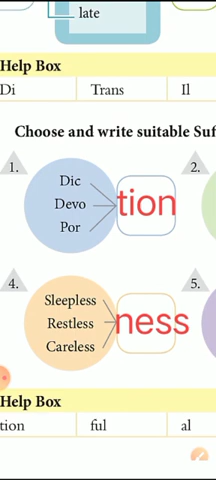 late
Help Box
Di Trans Il
Choose and write suitable Suf
1.
2.
Dic
Devo
Por
tion
4.
5.
Sleepless
Restless
Careless
ness
Help Box
tion ful al